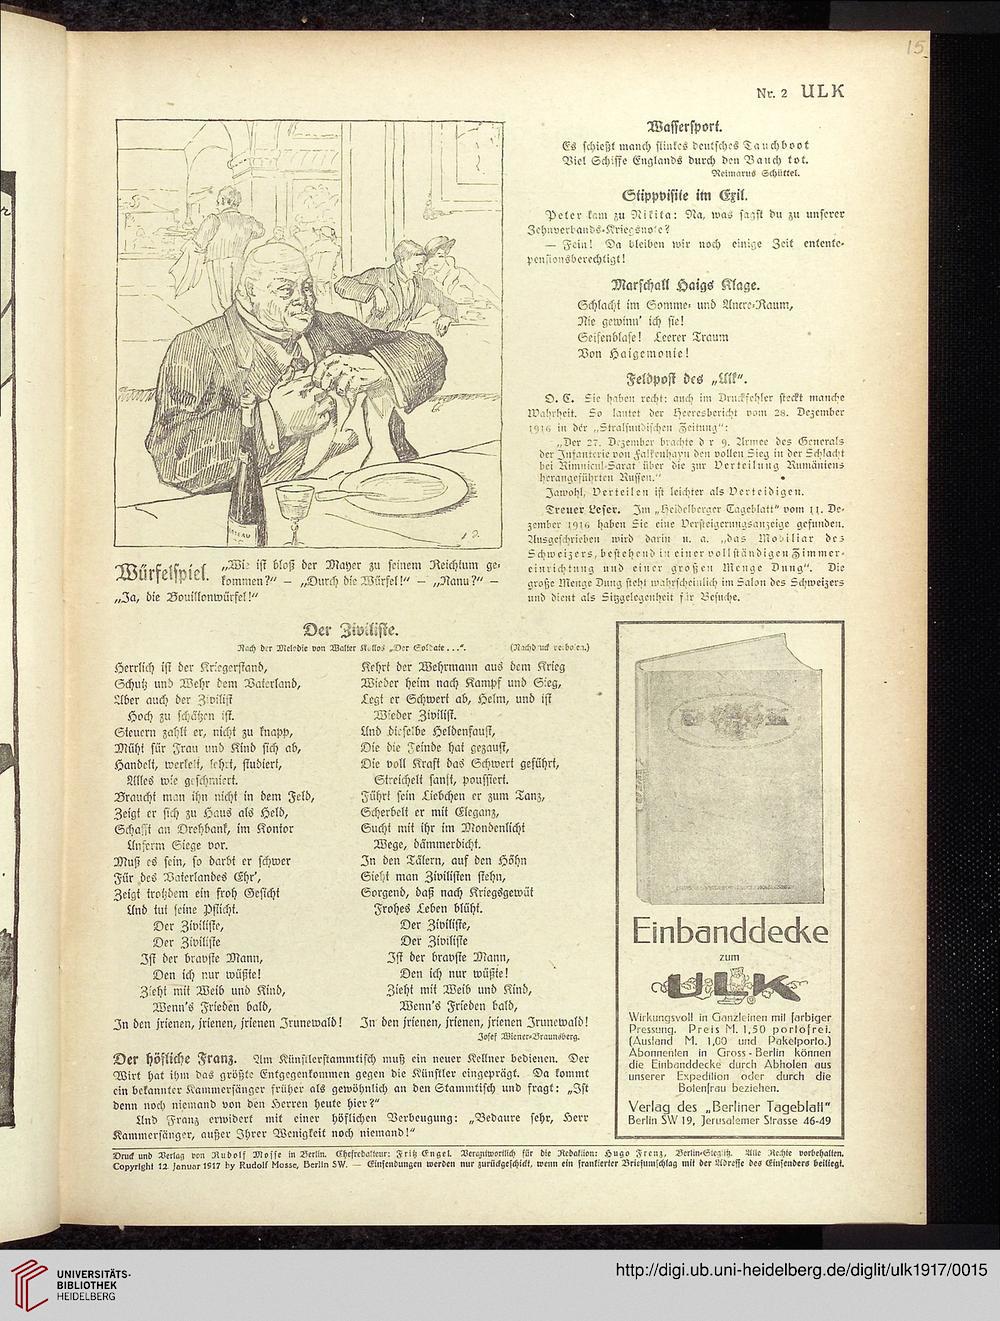 15
Nr. 2 ULK
CHATEAU
Würfelspiel. „Wie ist bloß der Mayer zu seinem Reichtum ge-
kommen?“ — „Durch die Würfel!“ — „Nanu?“ —
„Ja, die Bouillonwürfel!“
Wassersport.
Es schießt manch flinkes deutsches Tauchboot
Viel Schiffe Englands durch den Bauch tot.
Reimarus Schüttel.
Stippvisite im Exil.
Peter kam zu Nikita: Na, was sagst du zu unserer
Zehnverbands-Kriegsnote?
— Fein! Da bleiben wir noch einige Zeit entente-
pensionsberechtigt!
Marschall Haigs Klage.
Schlacht im Somme- und Ancre-Raum,
Nie gewinn' ich sie!
Seifenblase! Leerer Traum
Von Haigemonie!
Feldpost des „Ulk“.
O. C. Sie haben recht: auch im Druckfehler steckt manche
Wahrheit. So lautet der Heeresbericht vom 28. Dezember
1916 in der „Stralsundischen Zeitung“:
„Der 27. Dezember brachte d r 9. Armee des Generals
der Infanterie von Falkenhayn den vollen Sieg in der Schlacht
bei Rimnicul-Sarat über die zur Verteilung Rumäniens
herangeführten Russen.“
Jawohl, Verteilen ist leichter als Verteidigen.
Treuer Leser. Im „Heidelberger Tageblatt“ vom 11. De-
zember 1916 haben Sie eine Versteigerungsanzeige gefunden.
Ausgeschrieben wird darin u. a. „das Mobiliar des
Schweizers, bestehend in einer vollständigen Zimmer-
einrichtung und einer großen Menge Dung“. Die
große Menge Dung steht wahrscheinlich im Salon des Schweizers
und dient als Sitzgelegenheit für Besuche.
Der Ziviliste.
Nach der Melodie von Walter Kollos „Der Soldate . . .“. (Nachdruck verboten.)
Herrlich ist der Kriegerstand,
Schutz und Wehr dem Vaterland,
Aber auch der Zivilist
Hoch zu schätzen ist.
Steuern zahlt er, nicht zu knapp,
Müht für Frau und Kind sich ab,
Handelt, werkelt, lehrt, studiert,
Alles wie geschmiert.
Braucht man ihn nicht in dem Feld,
Zeigt er sich zu Haus als Held,
Schafft an Drehbank, im Kontor
Unserm Siege vor.
Muß es sein, so darbt er schwer
Für des Vaterlandes Ehr',
Zeigt trotzdem ein froh Gesicht
Und tut seine Pflicht.
Der Ziviliste,
Der Ziviliste
Ist der bravste Mann,
Den ich nur wüßte!
Zieht mit Weib und Kind,
Wenn's Frieden bald,
In den jrienen, jrienen, jrienen Jrunewald!
Kehrt der Wehrmann aus dem Krieg
Wieder heim nach Kampf und Sieg,
Legt er Schwert ab, Helm, und ist
Wieder Zivilist.
Und dieselbe Heldenfaust,
Die die Feinde hat gezaust,
Die voll Kraft das Schwert geführt,
Streichelt sanft, poussiert.
Führt sein Liebchen er zum Tanz,
Scherbelt er mit Eleganz,
Sucht mit ihr im Mondenlicht
Wege, dämmerdicht.
In den Tälern, auf den Höhn
Sieht man Zivilisten stehn,
Sorgend, daß nach Kriegsgewüt
Frohes Leben blüht.
Der Ziviliste,
Der Ziviliste
Ist der bravste Mann,
Den ich nur wüßte!
Zieht mit Weib und Kind,
Wenn's Frieden bald,
In den jrienen, jrienen, jrienen Jrunewald!
Josef Wiener-Braunsberg.
Der höfliche Franz. Am Künstlerstammtisch muß ein neuer Kellner bedienen. Der
Wirt hat ihm das größte Entgegenkommen gegen die Künstler eingeprägt. Da kommt
ein bekannter Kammersänger früher als gewöhnlich an den Stammtisch und fragt: „Ist
denn noch niemand von den Herren heute hier?“
Und Franz erwidert mit einer höflichen Verbeugung: „Bedaure sehr, Herr
Kammersänger, außer Ihrer Wenigkeit noch niemand!“
Einbanddecke
zum
ULK
Wirkungsvoll in Ganzleinen mit farbiger
Pressung. Preis M. 1,50 portofrei.
(Ausland M. 1,00 und Paketporto.)
Abonnenten in Gross-Berlin können
die Einbanddecke durch Abholen aus
unserer Expedition oder durch die
Botenfrau beziehen.
Verlag des „Berliner Tageblatt“
Berlin SW 19, Jerusalemer Strasse 46-49
Druck und Verlag von Rudolf Mosse in Berlin. Chefredakteur: Fritz Engel. Verantwortlich für die Redaktion: Hugo Frenz, Berlin-Steglitz. Alle Rechte vorbehalten.
Copyright 12. Januar 1917 by Rudolf Mosse, Berlin SW. — Einsendungen werden nur zurückgeschickt, wenn ein frankierter Briefumschlag mit der Adresse des Einsenders beiliegt.
UNIVERSITÄTS-
BIBLIOTHEK
HEIDELBERG
http://digi.ub.uni-heidelberg.de/diglit/ulk1917/0015